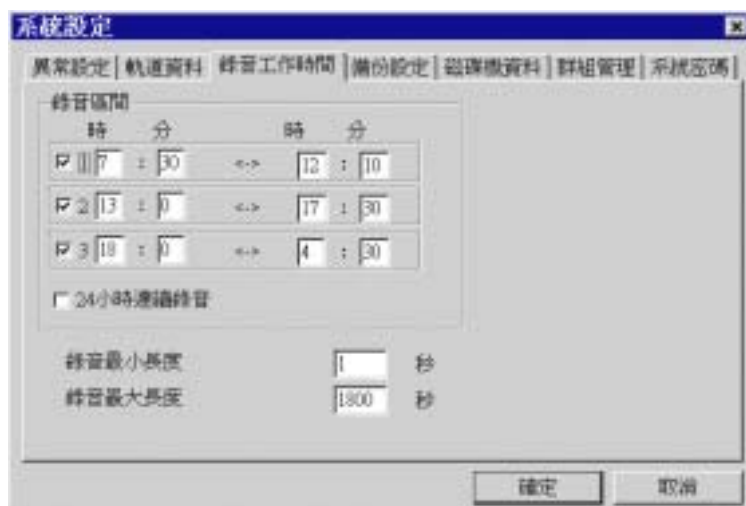 系統設定
異常設定 軌道資料 錄音工作時間 備份設定 磁碟機資料 群組管理 系統密碼
錄音區間
時 分 時 分
1 7 : 30 <-> 12 : 10
2 13 : 0 <-> 17 : 30
3 18 : 0 <-> 4 : 30
24小時連續錄音
錄音最小長度 1 秒
錄音最大長度 1800 秒
確定 取消